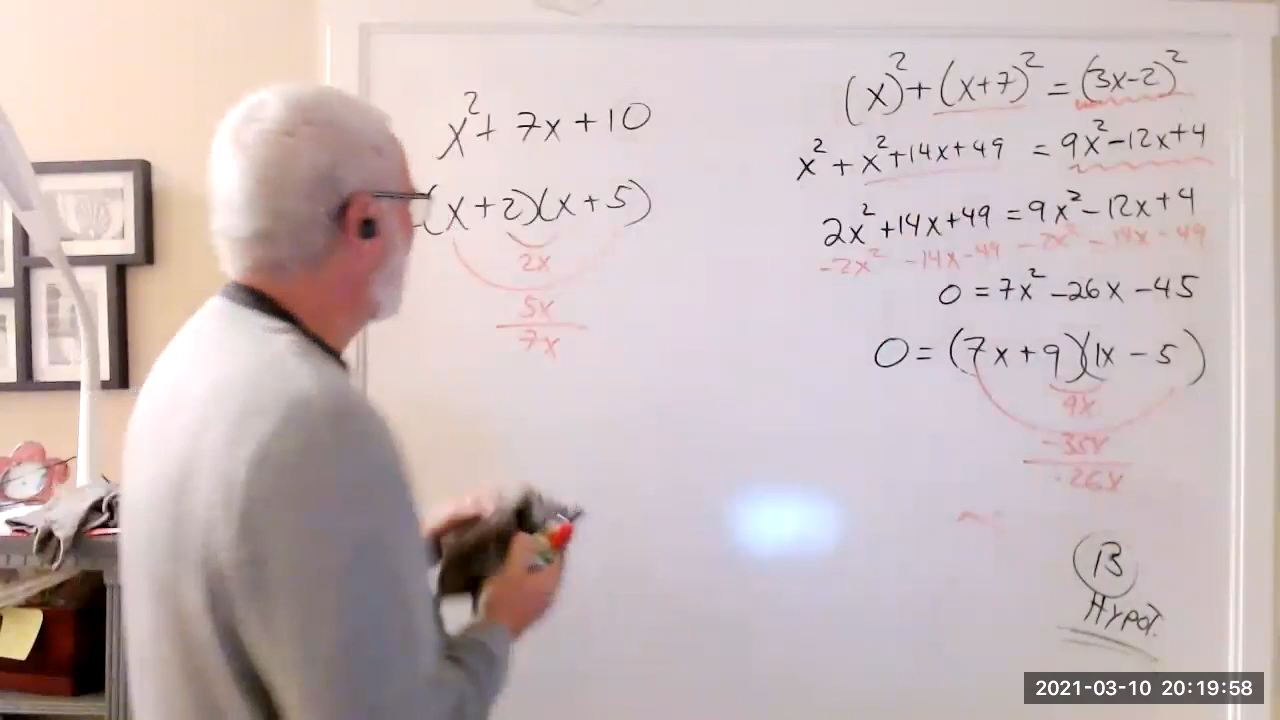 x² + 7x + 10
(x + 2)(x + 5)
2x
5x
7x
(x)² + (x+7)² = (3x-2)²
x² + x² + 14x + 49 = 9x² - 12x + 4
2x² + 14x + 49 = 9x² - 12x + 4
-2x² - 14x - 49 - 2x² - 14x - 49
0 = 7x² - 26x - 45
0 = (7x + 9)(1x - 5)
9x
-35x
-26x
13
Hypot.
2021-03-10 20:19:58